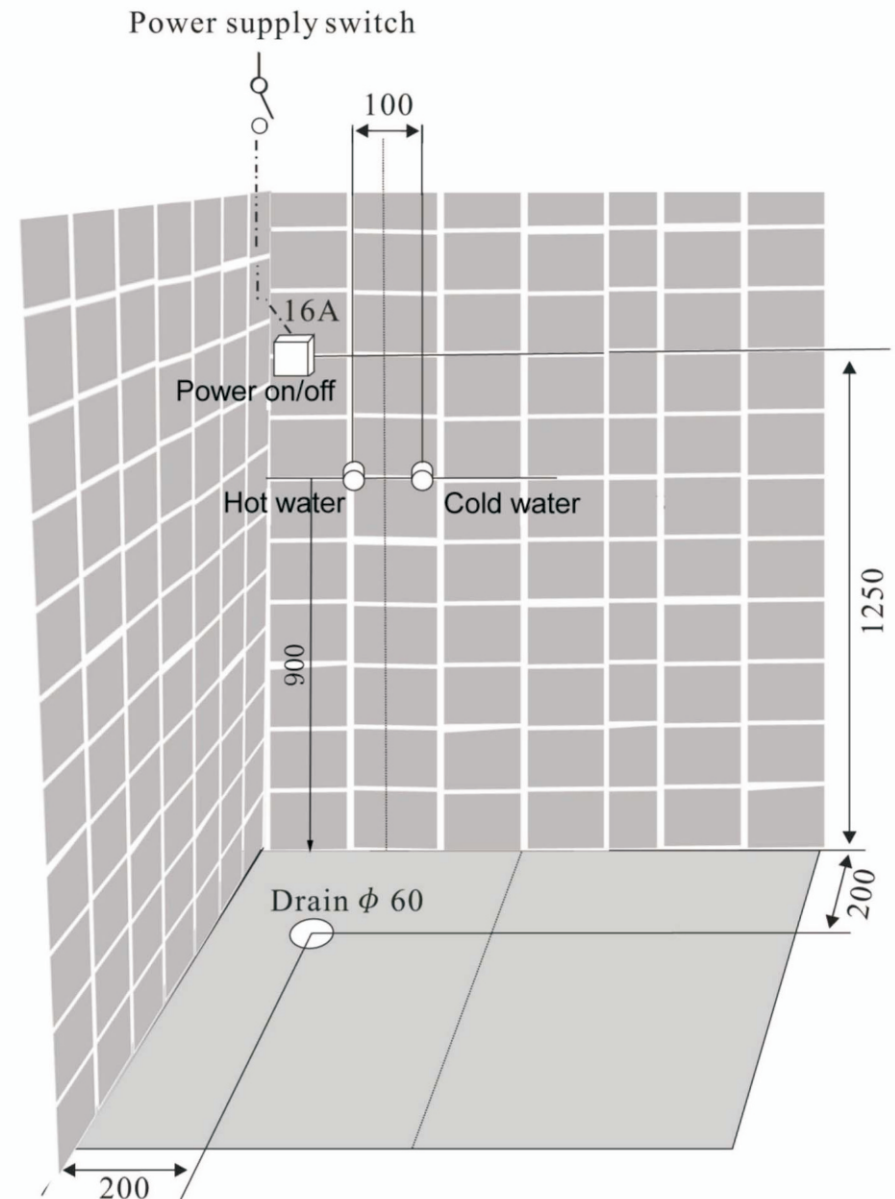 Power supply switch
100
16A
Power on/off
Hot water
Cold water
900
1250
Drain ϕ 60
200
200